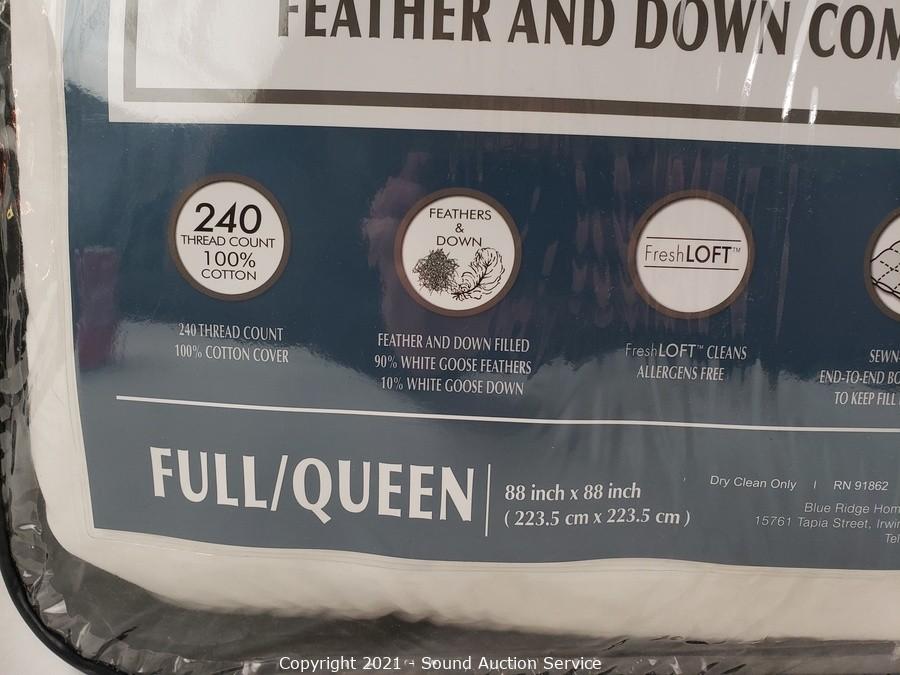 FEATHER AND DOWN
240
THREAD COUNT
100%
COTTON
240 THREAD COUNT
100% COTTON COVER
FEATHERS
&
DOWN
FEATHER AND DOWN FILLED
90% WHITE GOOSE FEATHERS
10% WHITE GOOSE DOWN
FreshLOFT™
FreshLOFT™ CLEANS
ALLERGENS FREE
SEWN-
END-TO-END BO
TO KEEP FILL
FULL/QUEEN
88 inch x 88 inch
( 223.5 cm x 223.5 cm )
Dry Clean Only | RN 91862
Blue Ridge Hom
15761 Tapia Street, Irwi
Tel
Copyright 2021 - Sound Auction Service